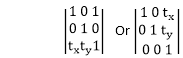 |1 0 1|
|0 1 0| Or |1 0 tx|
|tx ty 1| |0 1 ty|
|0 0 1|